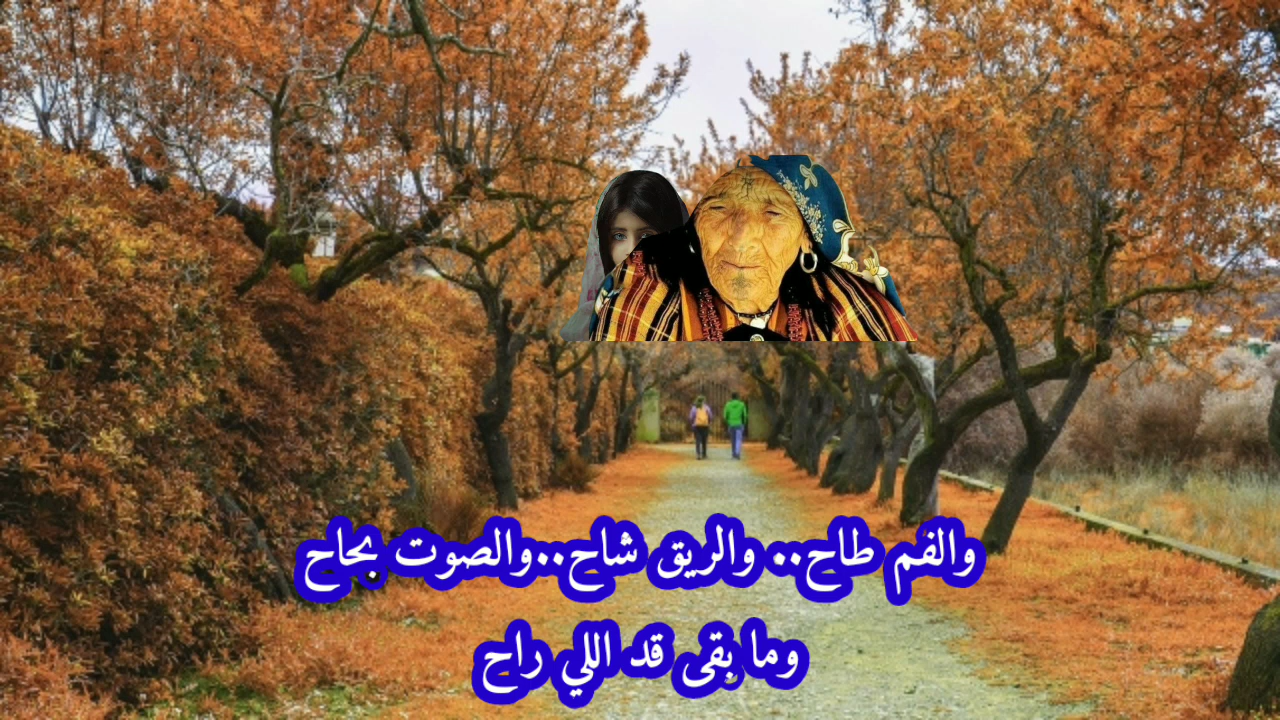 والفم طاح.. والريق شاح..والصوت بحاح
وما بقى قد اللي راح